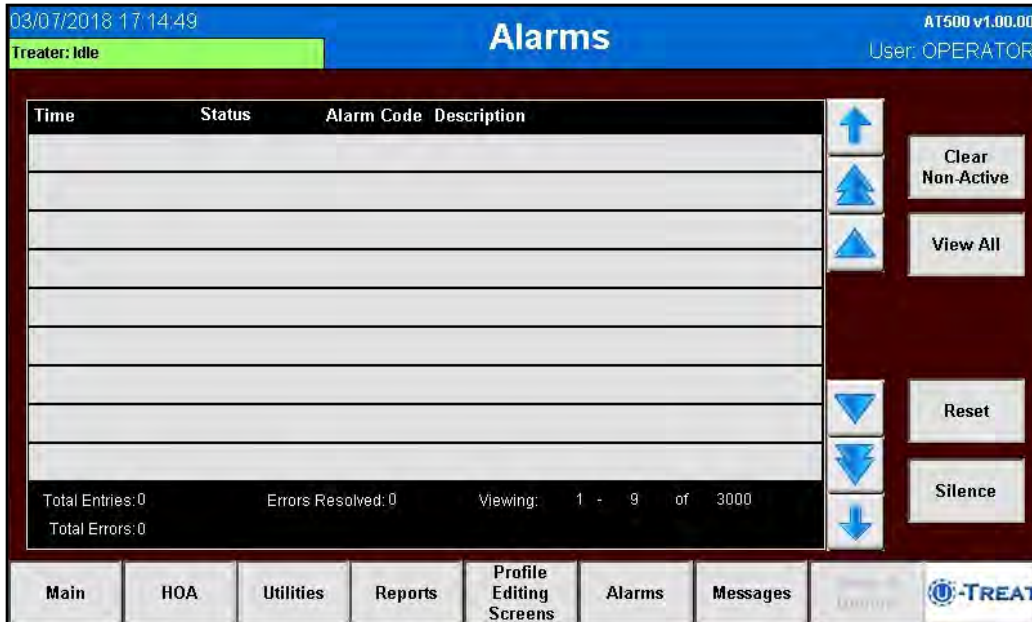 03/07/2018 17:14:49
Alarms
AT500 v1.00.00
Treater: Idle
User: OPERATOR
Time Status Alarm Code Description
Clear
Non-Active
View All
Reset
Silence
Total Entries: 0 Errors Resolved: 0 Viewing: 1 - 9 of 3000
Total Errors: 0
Main
HOA
Utilities
Reports
Profile
Editing
Screens
Alarms
Messages
U-TREAT